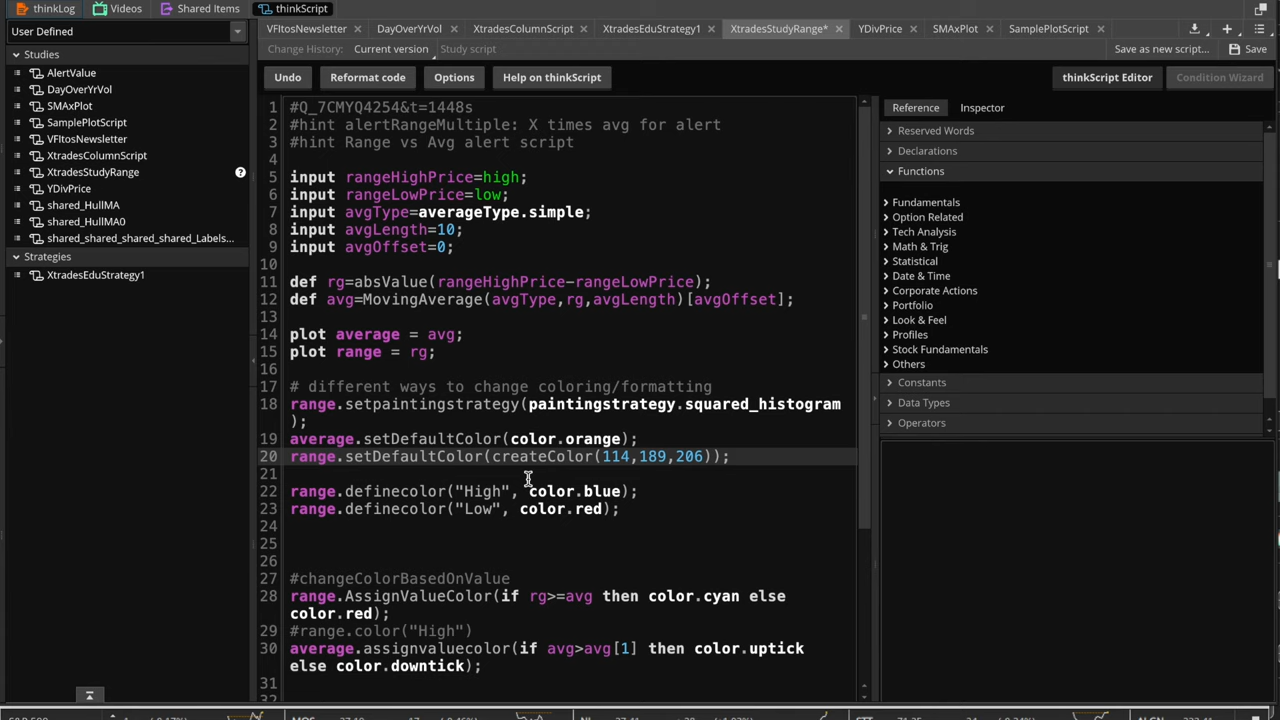 thinkLog Videos Shared Items thinkScript
User Defined
VFItosNewsletter DayOverYrVol XtradesColumnScript XtradesEduStrategy1 XtradesStudyRange* YDivPrice SMAxPlot SamplePlotScript
Change History: Current version Study script Save as new script... Save
Undo Reformat code Options Help on thinkScript thinkScript Editor Condition Wizard
Studies
AlertValue
DayOverYrVol
SMAxPlot
SamplePlotScript
VFItosNewsletter
XtradesColumnScript
XtradesStudyRange ?
YDivPrice
shared_HullMA
shared_HullMA0
shared_shared_shared_shared_Labels...
Strategies
XtradesEduStrategy1
1 #Q_7CMYQ4254&t=1448s
2 #hint alertRangeMultiple: X times avg for alert
3 #hint Range vs Avg alert script
4
5 input rangeHighPrice=high;
6 input rangeLowPrice=low;
7 input avgType=averageType.simple;
8 input avgLength=10;
9 input avgOffset=0;
10
11 def rg=absValue(rangeHighPrice-rangeLowPrice);
12 def avg=MovingAverage(avgType,rg,avgLength)[avgOffset];
13
14 plot average = avg;
15 plot range = rg;
16
17 # different ways to change coloring/formatting
18 range.setpaintingstrategy(paintingstrategy.squared_histogram
);
19 average.setDefaultColor(color.orange);
20 range.setDefaultColor(createColor(114,189,206));
21
22 range.definecolor("High", color.blue);
23 range.definecolor("Low", color.red);
24
25
26
27 #changeColorBasedOnValue
28 range.AssignValueColor(if rg>=avg then color.cyan else
color.red);
29 #range.color("High")
30 average.assignvaluecolor(if avg>avg[1] then color.uptick
else color.downtick);
31
Reference Inspector
Reserved Words
Declarations
Functions
Fundamentals
Option Related
Tech Analysis
Math & Trig
Statistical
Date & Time
Corporate Actions
Portfolio
Look & Feel
Profiles
Stock Fundamentals
Others
Constants
Data Types
Operators